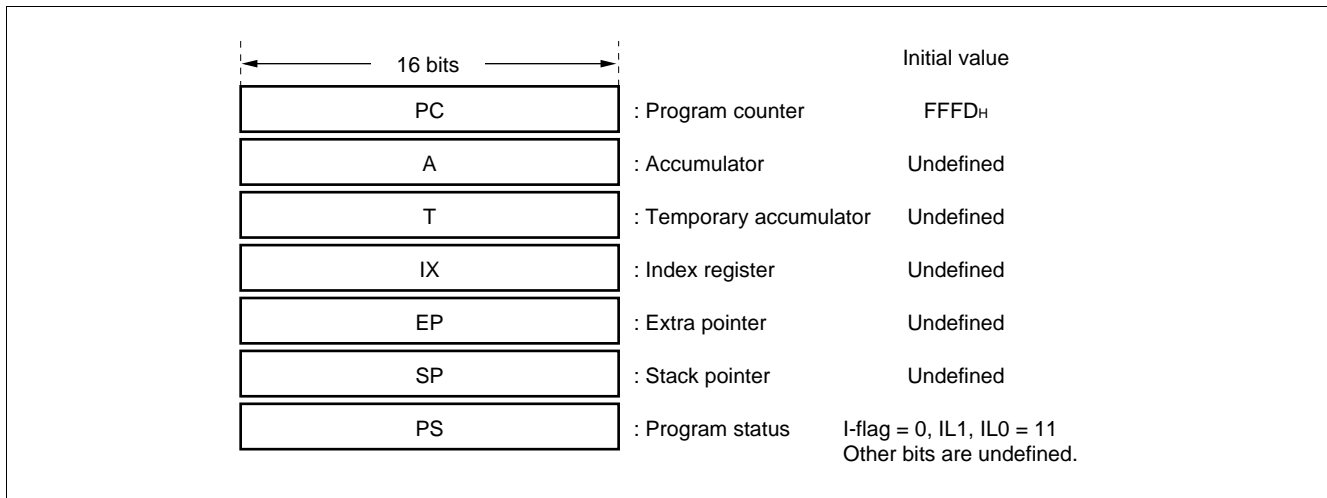 16 bits Initial value
PC : Program counter FFFDH
A : Accumulator Undefined
T : Temporary accumulator Undefined
IX : Index register Undefined
EP : Extra pointer Undefined
SP : Stack pointer Undefined
PS : Program status I-flag = 0, IL1, IL0 = 11
Other bits are undefined.